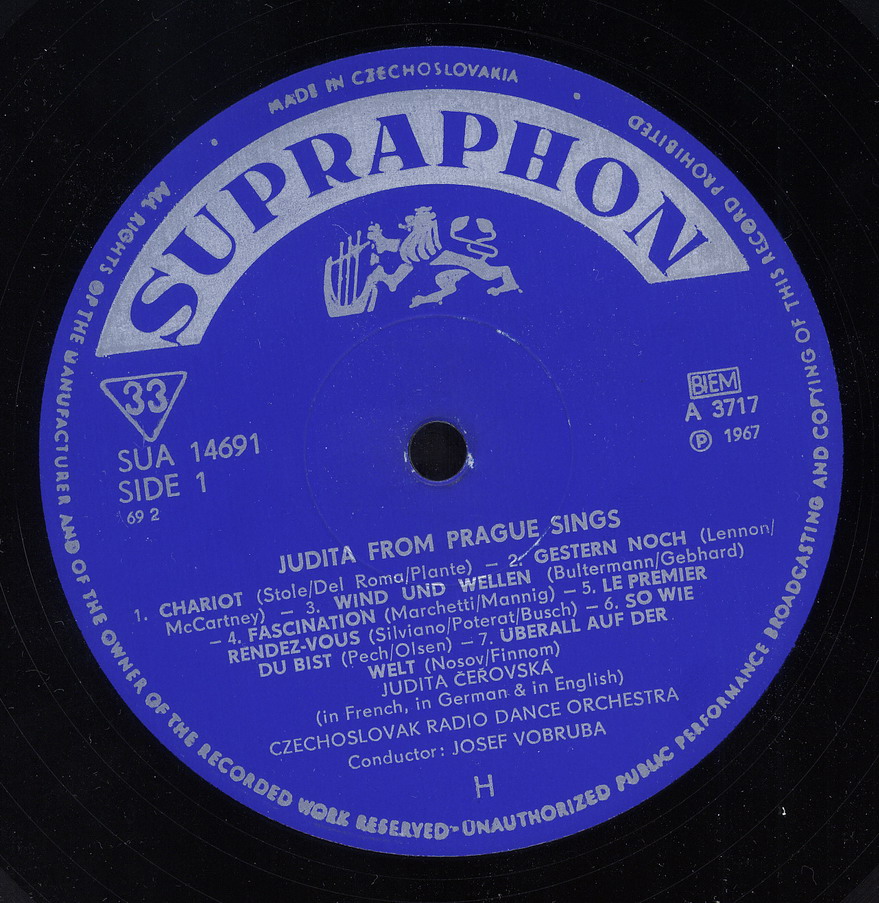 MADE IN CZECHOSLOVAKIA
ALL RIGHTS OF THE MANUFACTURER AND OF THE OWNER OF THE RECORDED WORK RESERVED - UNAUTHORIZED PUBLIC PERFORMANCE BROADCASTING AND COPYING OF THIS RECORD PROHIBITED
SUPRAPHON
33
SUA 14691
SIDE 1
69 2
BIEM
A 3717
Ⓟ 1967
JUDITA FROM PRAGUE SINGS
1. CHARIOT (Stole/Del Roma/Plante) – 2. GESTERN NOCH (Lennon/
McCartney) – 3. WIND UND WELLEN (Bultermann/Gebhard)
– 4. FASCINATION (Marchetti/Mannig) – 5. LE PREMIER
RENDEZ-VOUS (Silviano/Poterat/Busch) – 6. SO WIE
DU BIST (Pech/Olsen) – 7. ÜBERALL AUF DER
WELT (Nosov/Finnom)
JUDITA ČEŘOVSKÁ
(in French, in German & in English)
CZECHOSLOVAK RADIO DANCE ORCHESTRA
Conductor: JOSEF VOBRUBA
H